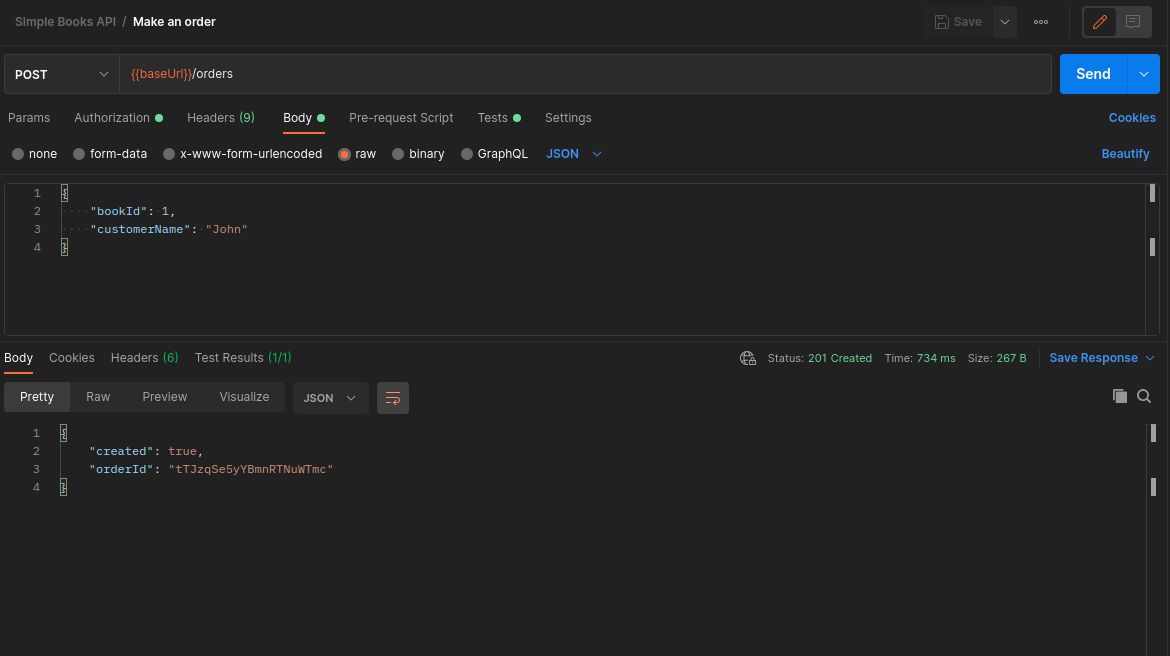 Simple Books API / Make an order
Save
POST {{baseUrl}}/orders Send
Params Authorization Headers (9) Body Pre-request Script Tests Settings Cookies
none form-data x-www-form-urlencoded raw binary GraphQL JSON Beautify
1 {
2 "bookId": 1,
3 "customerName": "John"
4 }
Body Cookies Headers (6) Test Results (1/1) Status: 201 Created Time: 734 ms Size: 267 B Save Response
Pretty Raw Preview Visualize JSON
1 {
2 "created": true,
3 "orderId": "tTJzqSe5yYBmnRTNuWTmc"
4 }